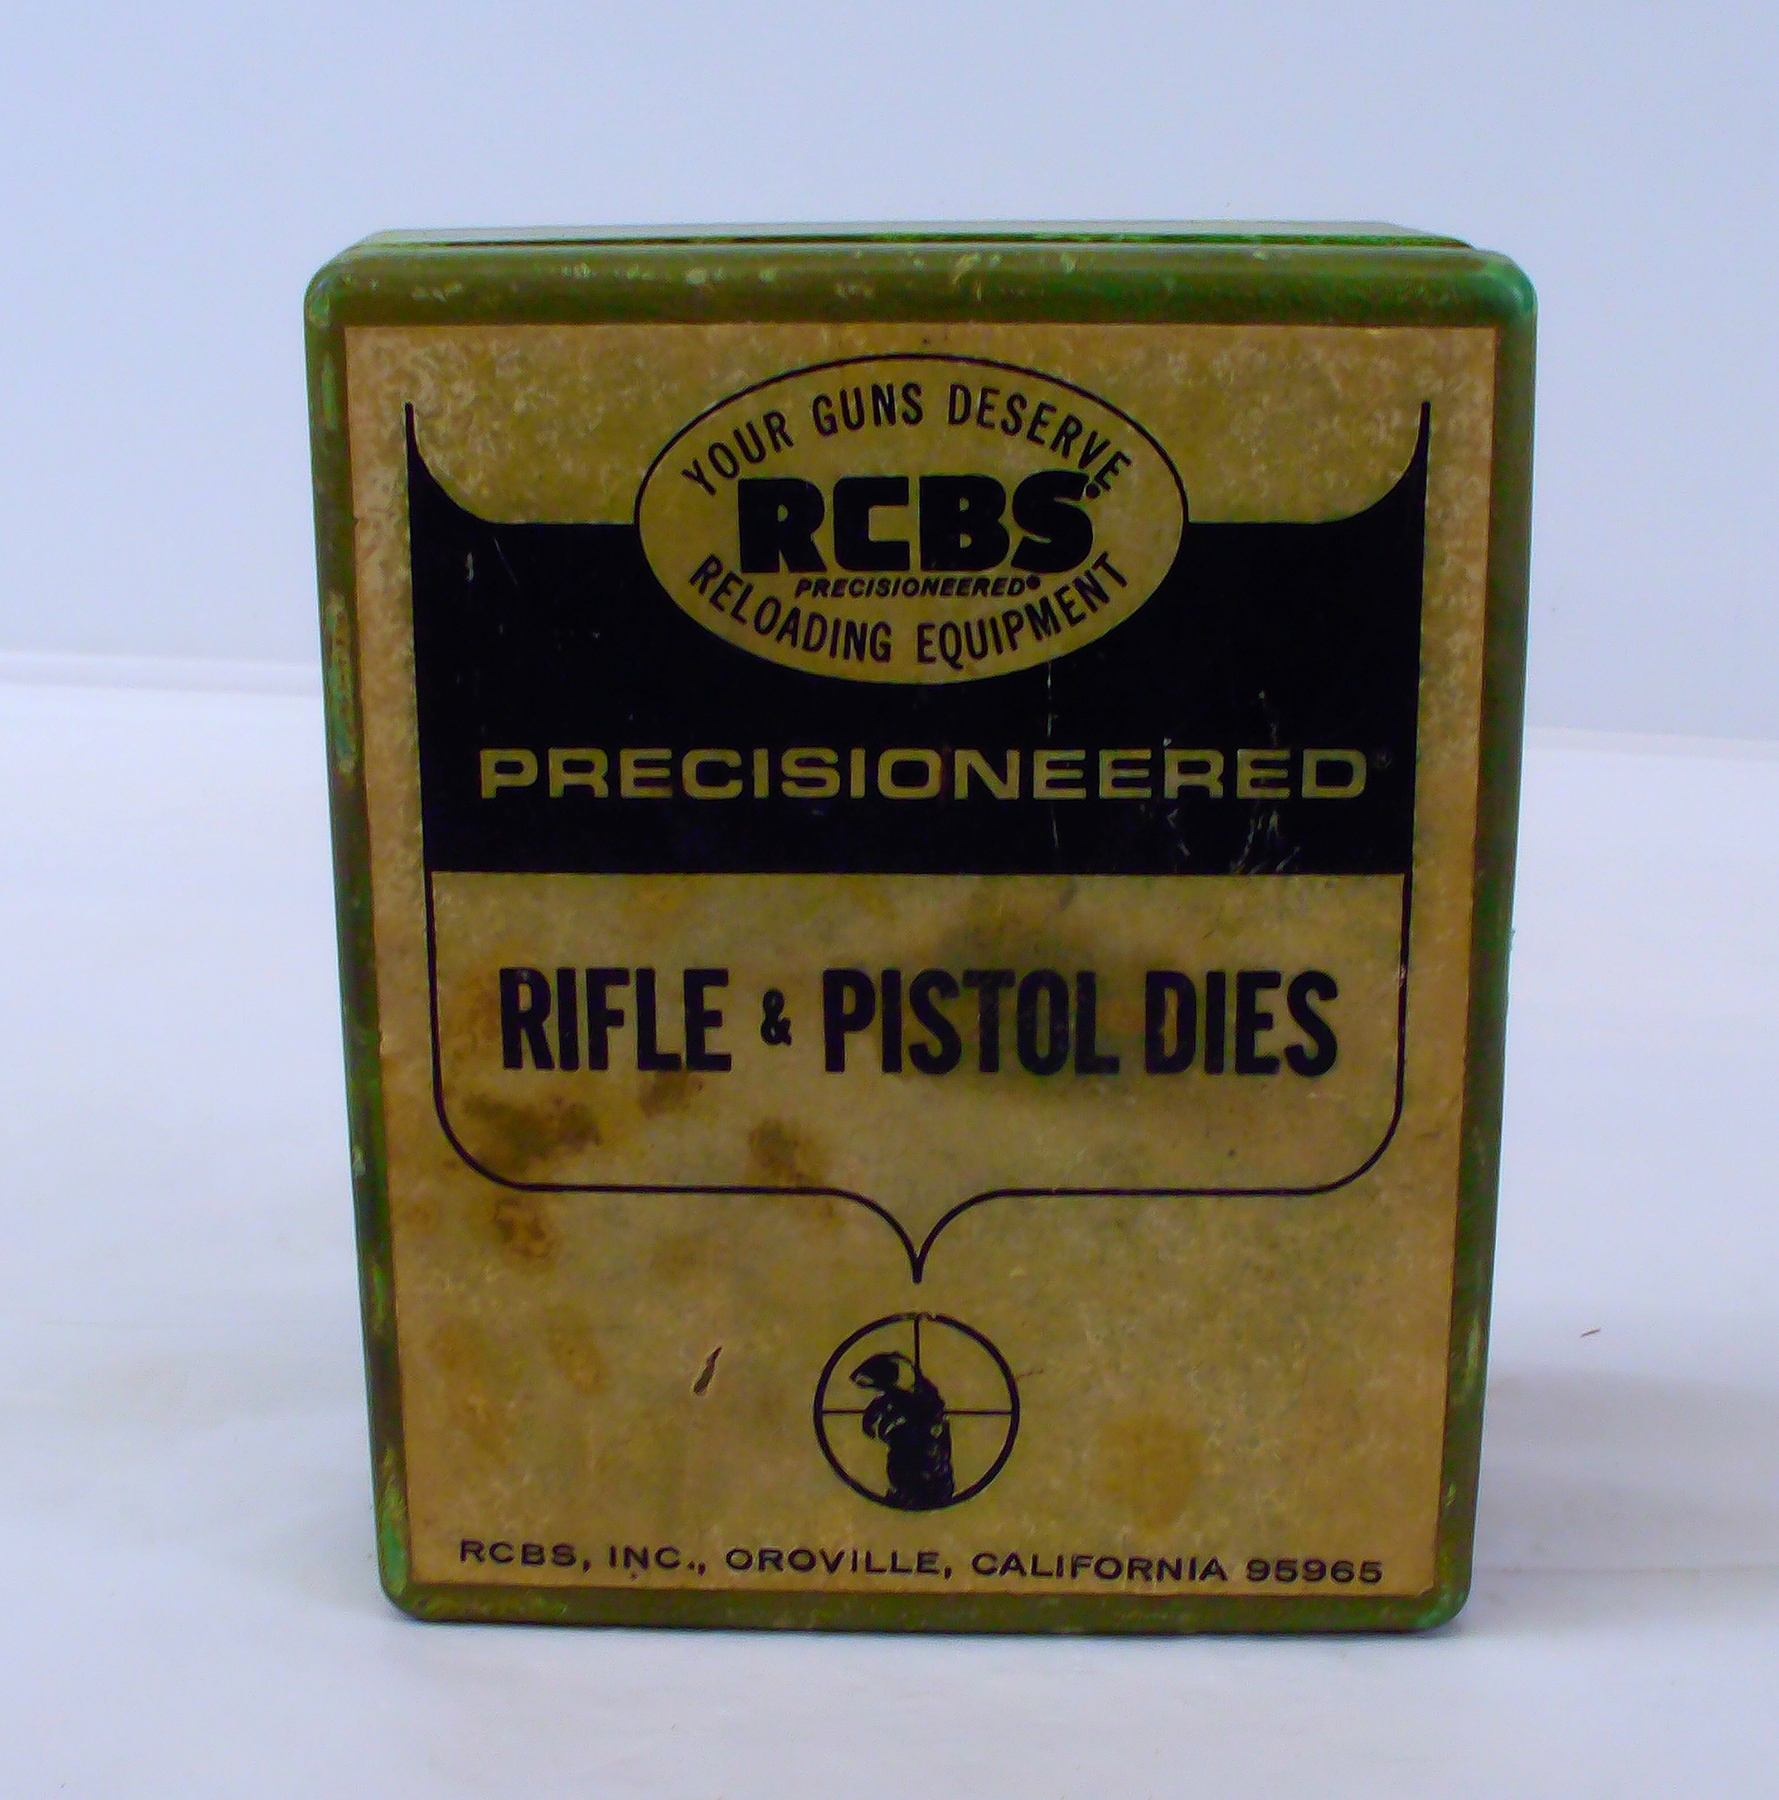 YOUR GUNS DESERVE
RCBS®
PRECISIONEERED®
RELOADING EQUIPMENT
PRECISIONEERED®
RIFLE & PISTOL DIES
RCBS, INC., OROVILLE, CALIFORNIA 95965